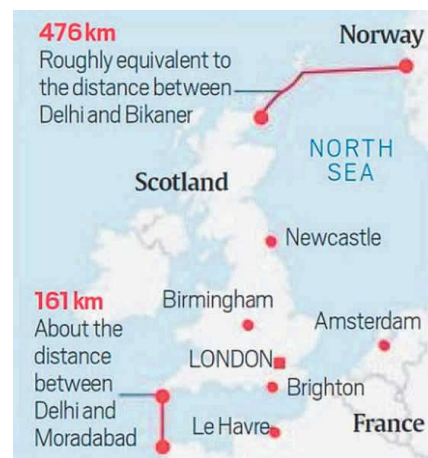 476 km
Roughly equivalent to
the distance between
Delhi and Bikaner
Norway
NORTH
SEA
Scotland
Newcastle
161 km
About the
distance
between
Delhi and
Moradabad
Birmingham
Amsterdam
LONDON
Brighton
Le Havre
France